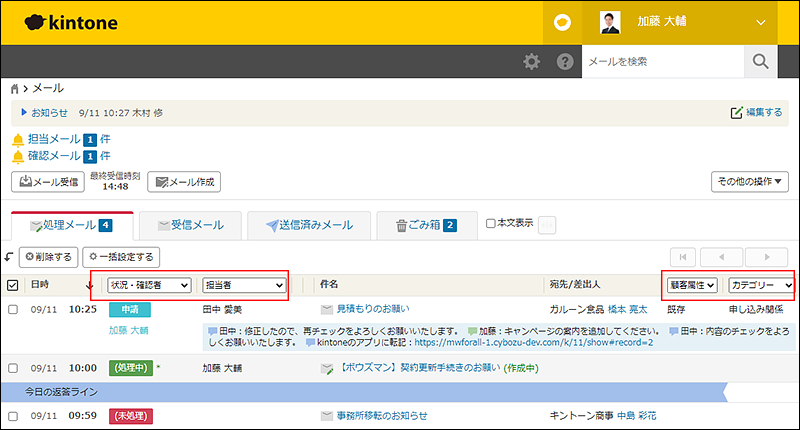 kintone
加藤 大輔
メールを検索
メール
お知らせ 9/11 10:27 木村 修 編集する
担当メール 1 件
確認メール 1 件
メール受信 最終受信時刻 14:48 メール作成 その他の操作▼
処理メール 4 受信メール 送信済みメール ごみ箱 2 本文表示
削除する 一括設定する
日時 状況・確認者 担当者 件名 宛先/差出人 顧客属性 カテゴリー
09/11 10:25 申請 田中 愛美 見積もりのお願い ガルーン食品 橋本 亮太 既存 申し込み関係
加藤 大輔
田中：修正したので、再チェックをよろしくお願いいたします。 加藤：キャンペーンの案内を追加してください。 田中：内容のチェックをよろ
しくお願いいたします。 kintoneのアプリに転記：https://mwforall-1.cybozu-dev.com/k/11/show#record=2
09/11 10:00 (処理中) * 加藤 大輔 【ボウズマン】契約更新手続きのお願い (作成中)
今日の返答ライン
09/11 09:59 (未処理) 事務所移転のお知らせ キントーン商事 中島 彩花